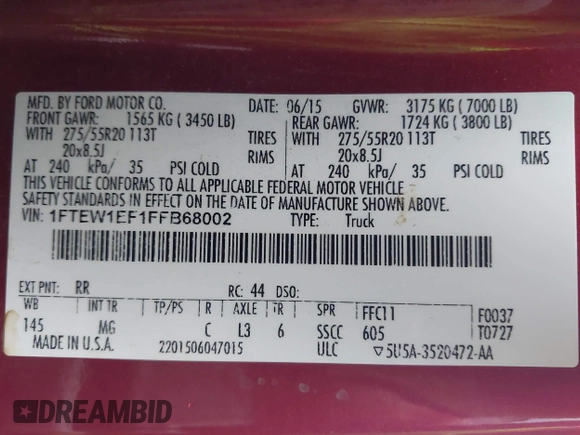 MFD. BY FORD MOTOR CO. DATE: 06/15 GVWR: 3175 KG ( 7000 LB)
FRONT GAWR: 1565 KG ( 3450 LB) REAR GAWR: 1724 KG ( 3800 LB)
WITH 275/55R20 113T TIRES WITH 275/55R20 113T TIRES
20x8.5J RIMS 20x8.5J RIMS
AT 240 kPa/ 35 PSI COLD AT 240 kPa/ 35 PSI COLD
THIS VEHICLE CONFORMS TO ALL APPLICABLE FEDERAL MOTOR VEHICLE
SAFETY STANDARDS IN EFFECT ON THE DATE OF MANUFACTURE SHOWN ABOVE.
VIN: 1FTEW1EF1FFB68002 TYPE: Truck
EXT PNT: RR RC: 44 DSO:
WB INT TR TP/PS R AXLE TR SPR FFC11 F0037
145 MG C L3 6 SSCC 605 T0727
MADE IN U.S.A. 2201506047015 ULC ▽5U5A-3520472-AA
DREAMBID